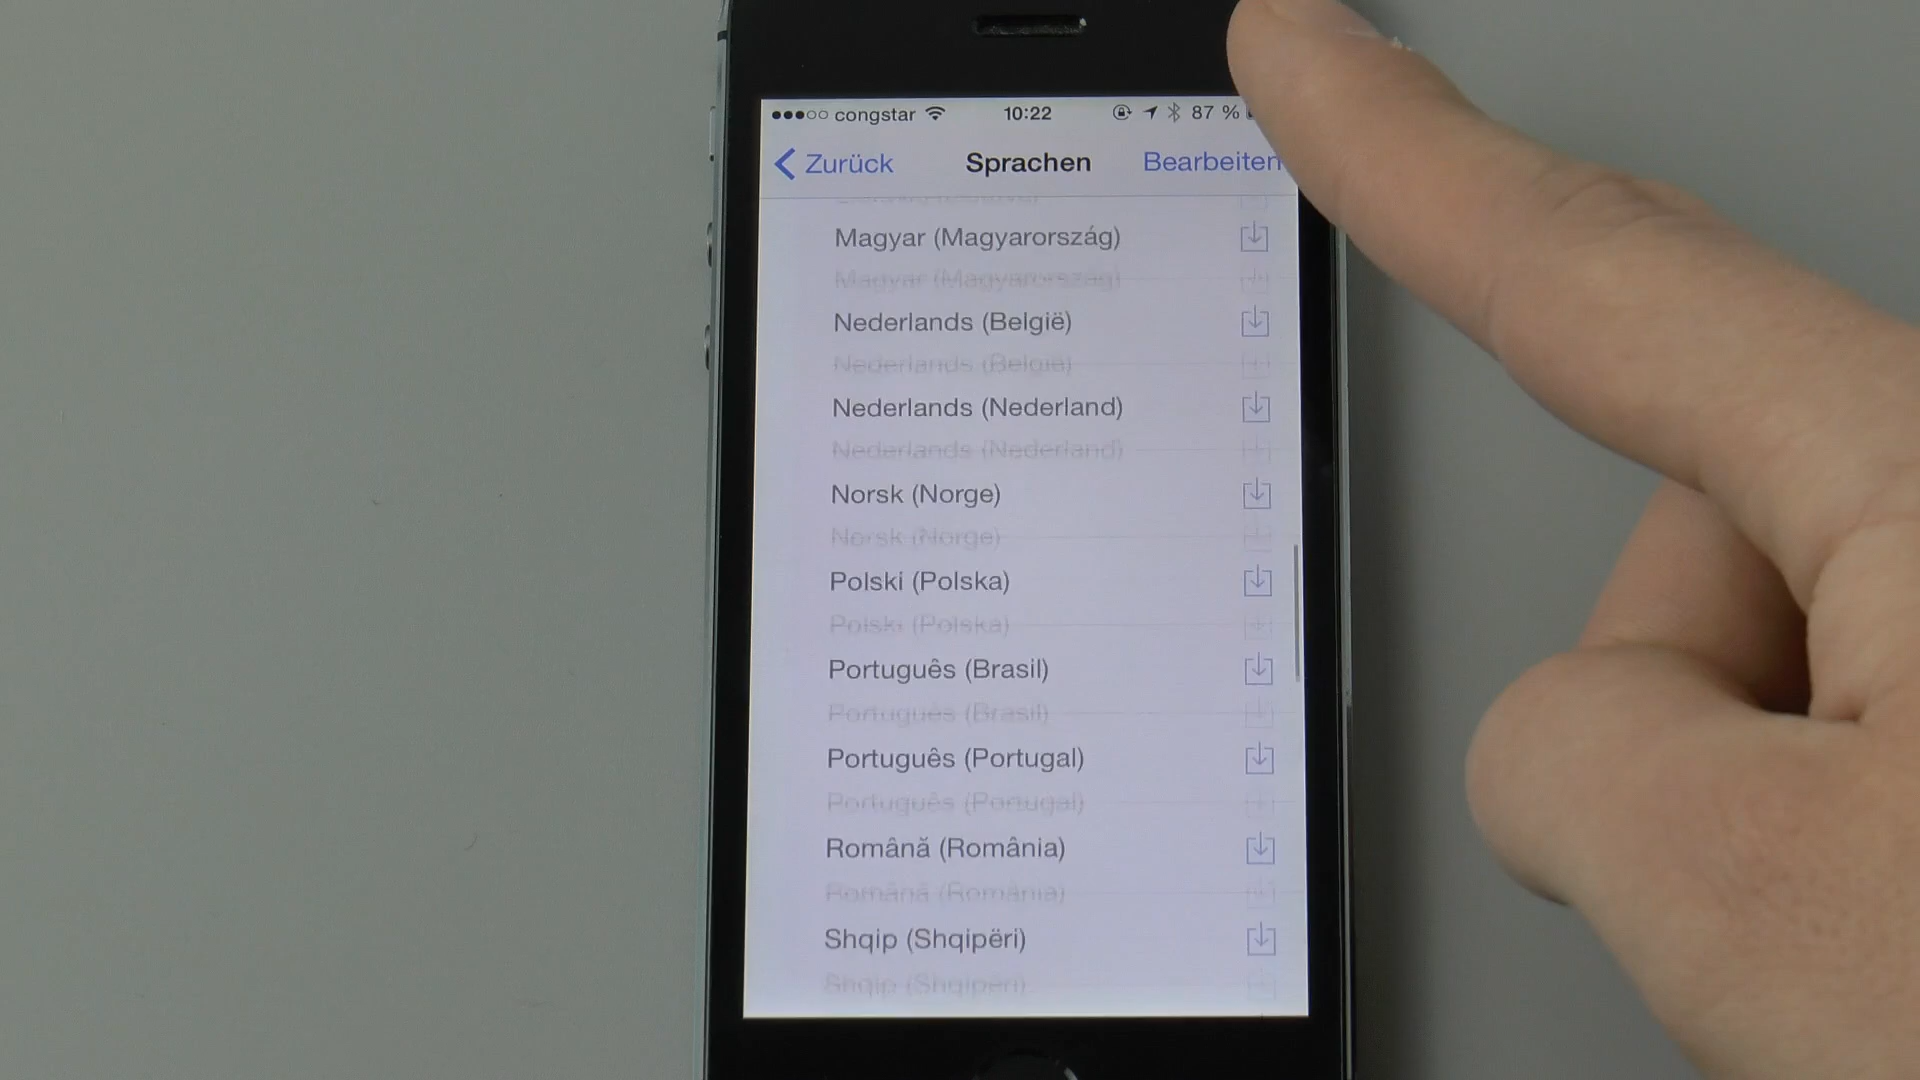 congstar 10:22 87 %
Zurück Sprachen Bearbeiten
Magyar (Magyarország)
Nederlands (België)
Nederlands (Nederland)
Norsk (Norge)
Polski (Polska)
Português (Brasil)
Português (Portugal)
Română (România)
Shqip (Shqipëri)